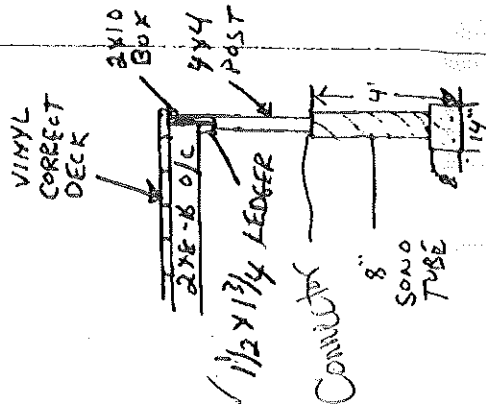 VINYL
CORRECT
DECK
2X10
BOX
4X4
POST
2X8-16 O/C
1 1/2 X 1 3/4 LEDGER
Connector
4'
8"
SONO
TUBE
8
14"